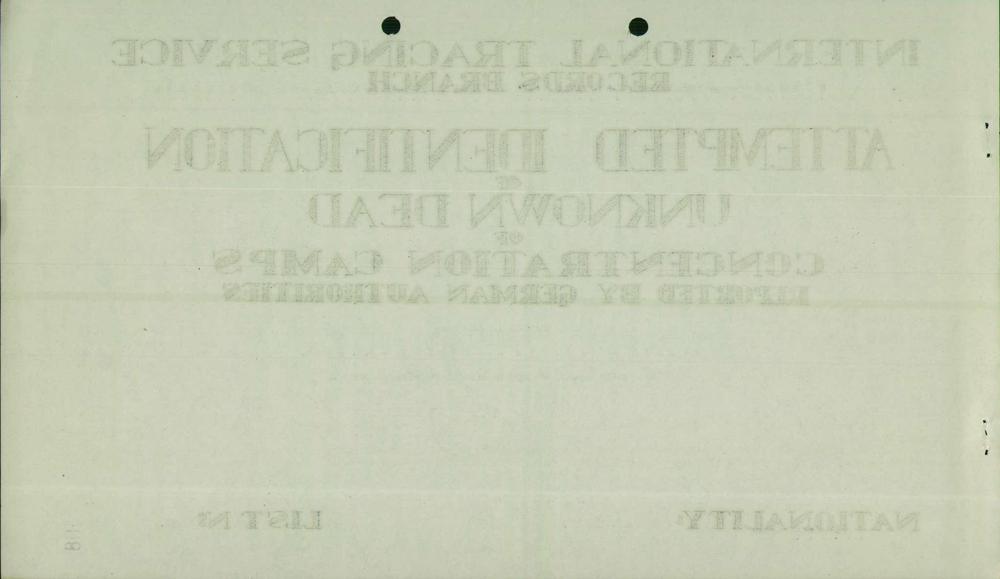 INTERNATIONAL TRACING SERVICE
RECORDS BRANCH
ATTEMPTED IDENTIFICATION
OF
UNKNOWN DEAD
OF
CONCENTRATION CAMPS
REPORTED BY GERMAN AUTHORITIES
NATIONALITY: LIST Nº